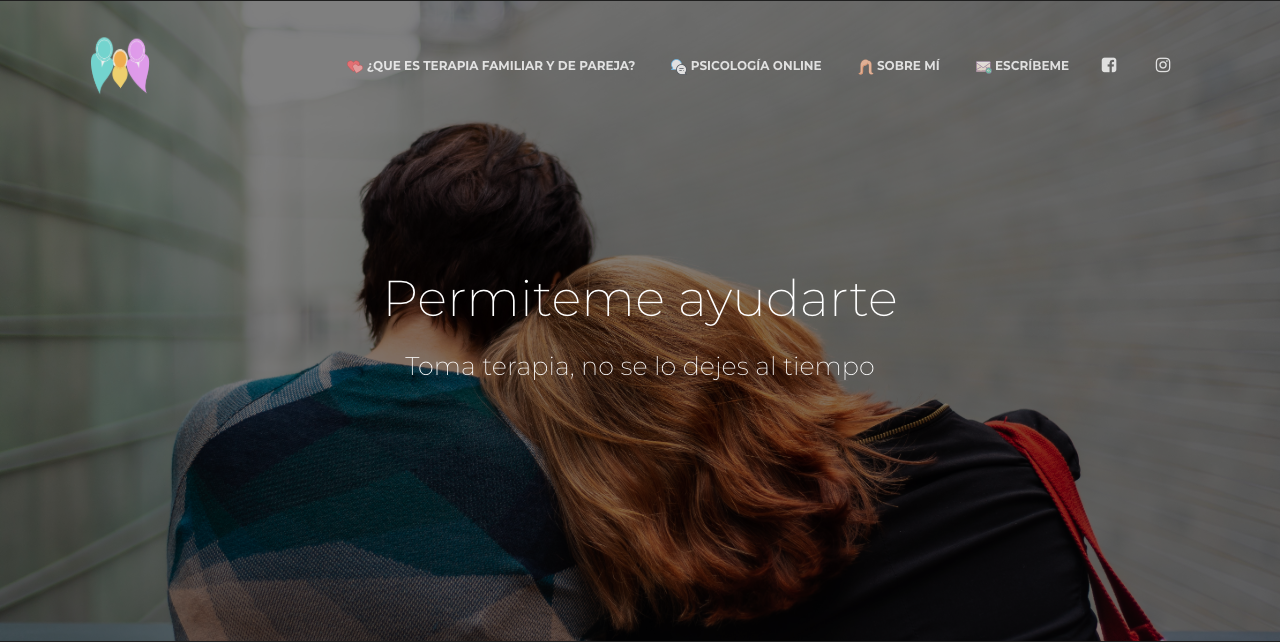 ¿QUE ES TERAPIA FAMILIAR Y DE PAREJA? PSICOLOGÍA ONLINE SOBRE MÍ ESCRÍBEME
Permiteme ayudarte
Toma terapia, no se lo dejes al tiempo